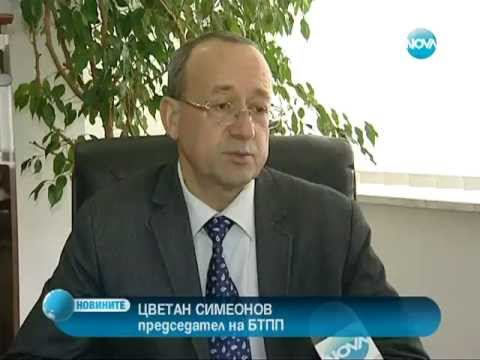 NOVA
НОВИНИТЕ
ЦВЕТАН СИМЕОНОВ
председател на БТПП
NOVA